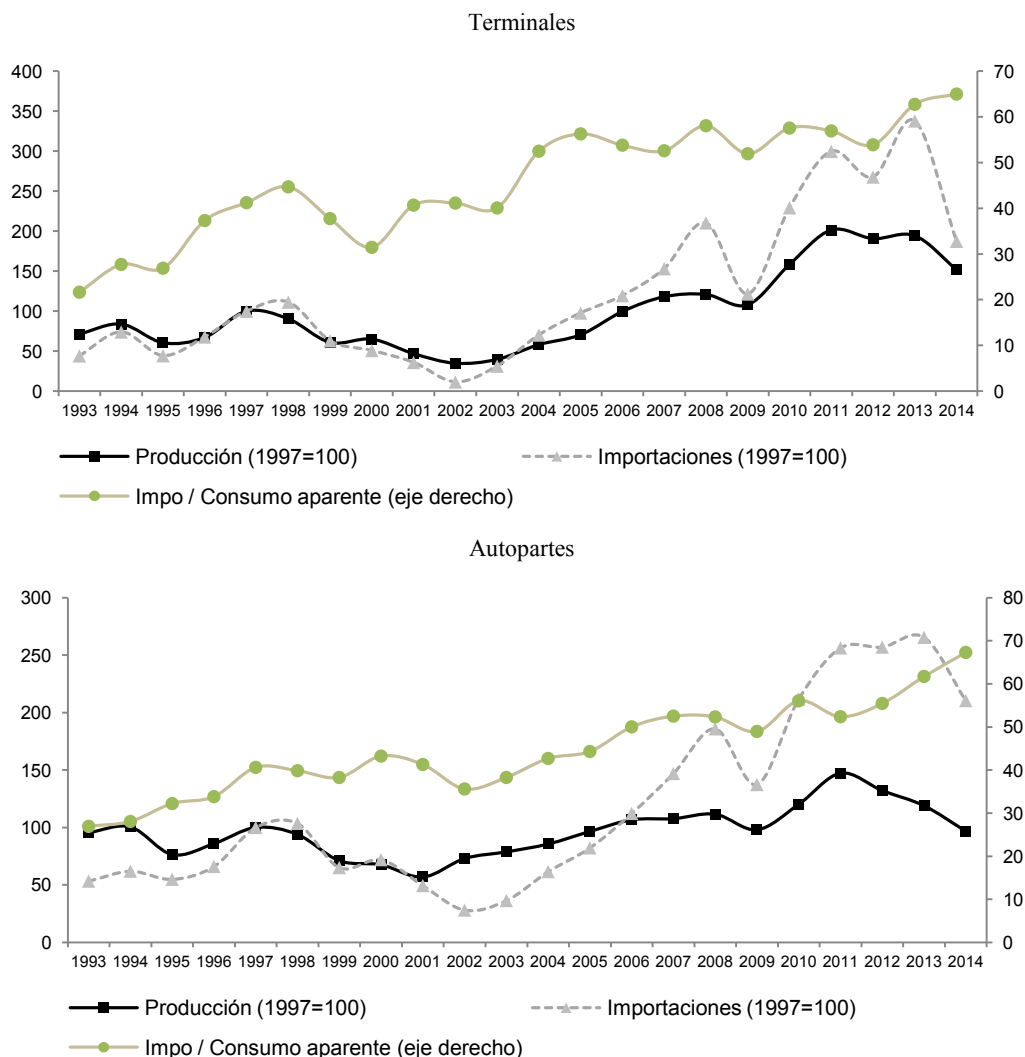 Terminales
400 70
350 60
300 50
250 40
200
150 30
100 20
50 10
0 0
1993 1994 1995 1996 1997 1998 1999 2000 2001 2002 2003 2004 2005 2006 2007 2008 2009 2010 2011 2012 2013 2014
Producción (1997=100) Importaciones (1997=100)
Impo / Consumo aparente (eje derecho)
Autopartes
300 80
250 70
60
200 50
150 40
100 30
20
50 10
0 0
1993 1994 1995 1996 1997 1998 1999 2000 2001 2002 2003 2004 2005 2006 2007 2008 2009 2010 2011 2012 2013 2014
Producción (1997=100) Importaciones (1997=100)
Impo / Consumo aparente (eje derecho)